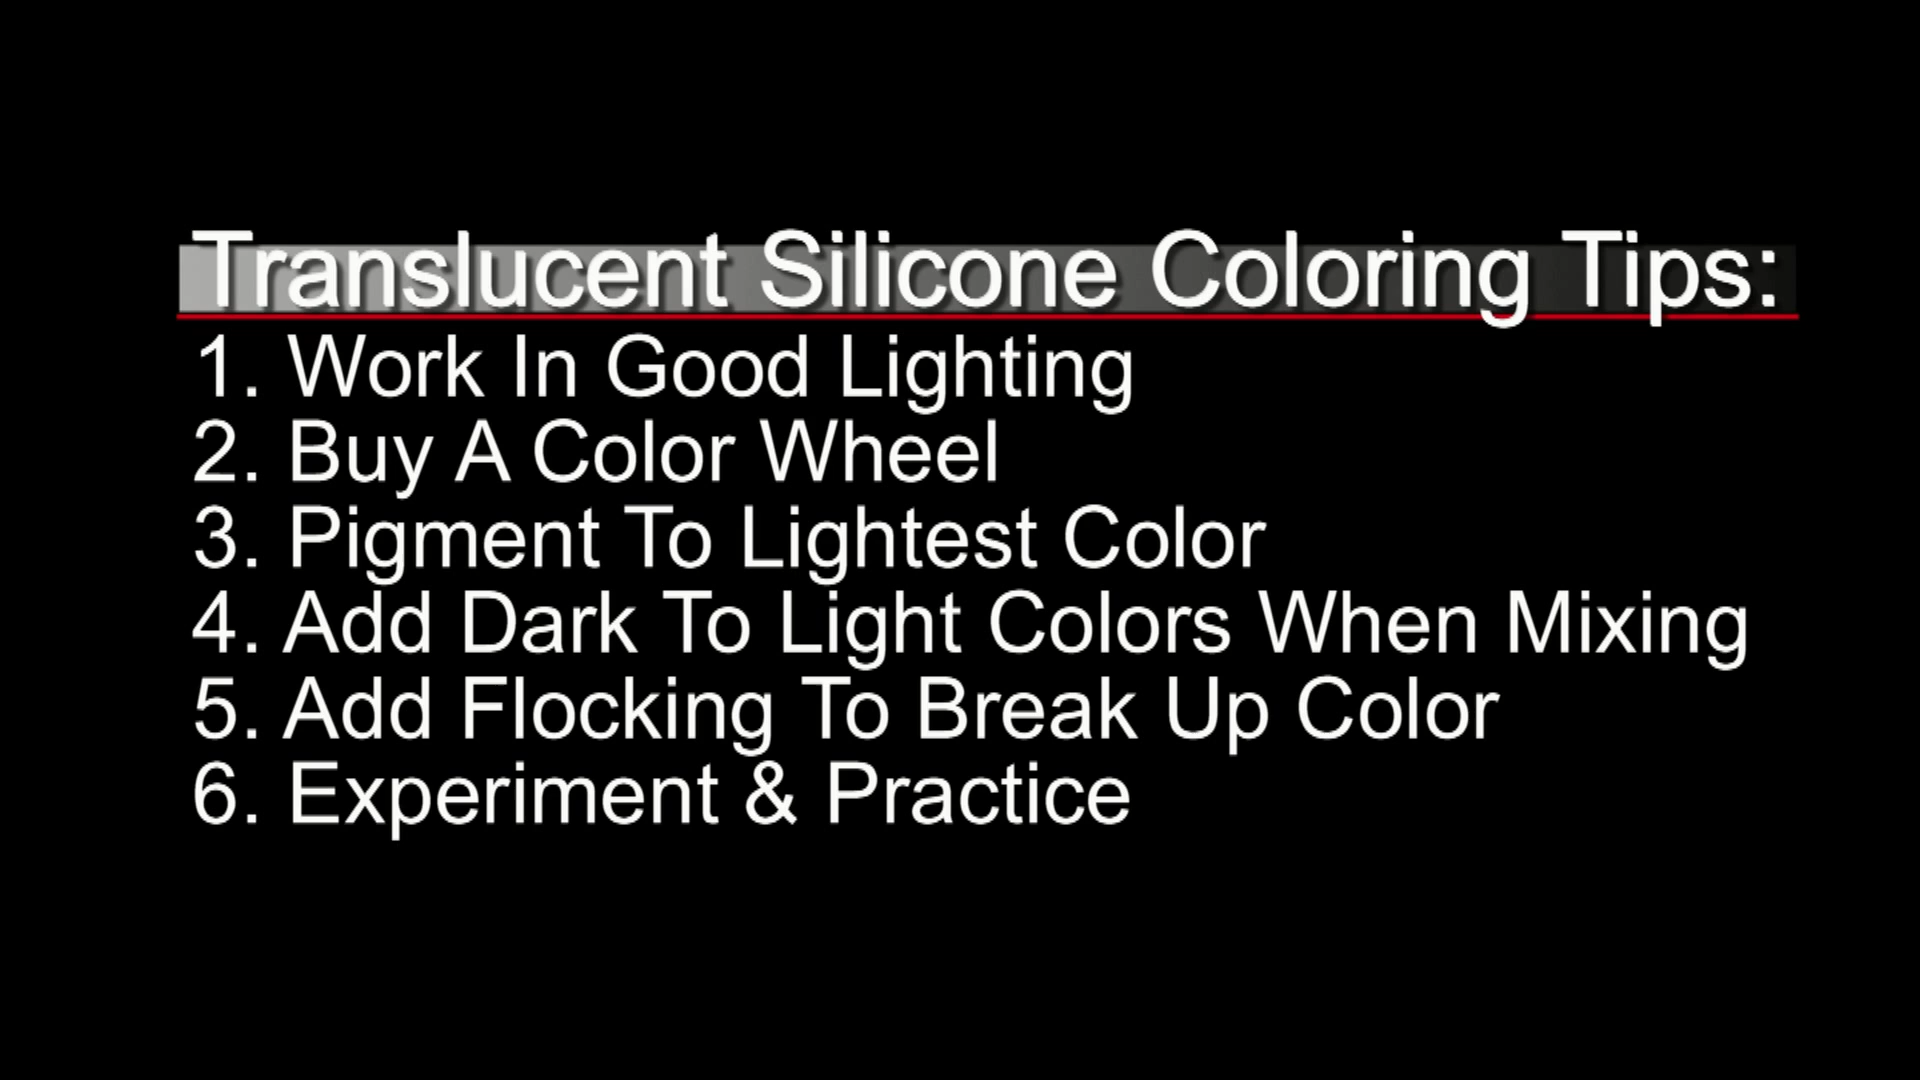 Translucent Silicone Coloring Tips:
1. Work In Good Lighting
2. Buy A Color Wheel
3. Pigment To Lightest Color
4. Add Dark To Light Colors When Mixing
5. Add Flocking To Break Up Color
6. Experiment & Practice